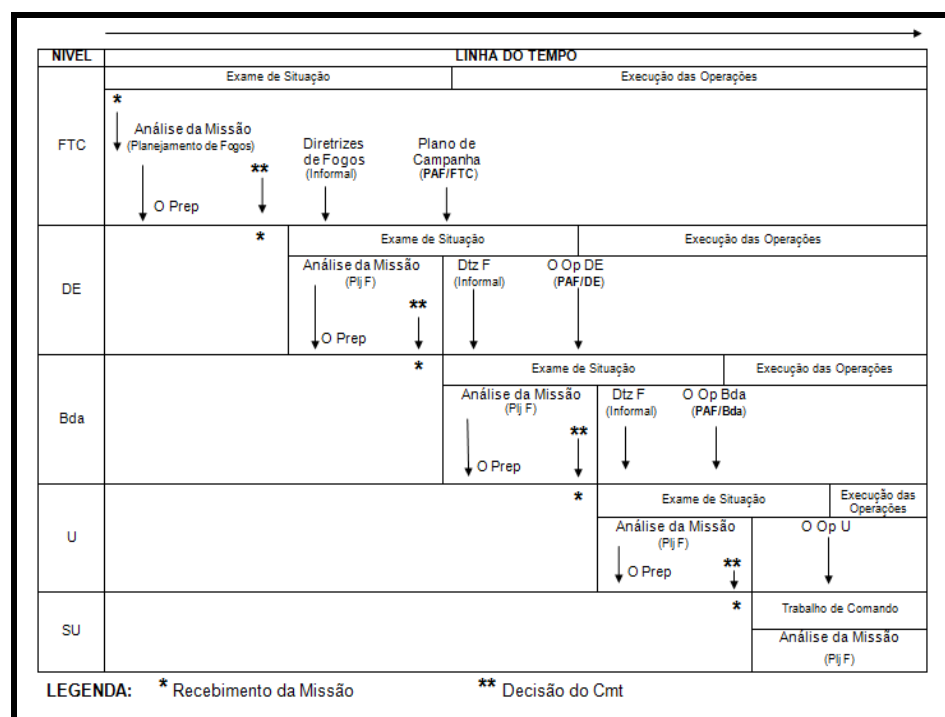 NÍVEL
LINHA DO TEMPO
Exame de Situação
Execução das Operações
FTC
*
Análise da Missão
(Planejamento de Fogos)
**
O Prep
Diretrizes
de Fogos
(Informal)
Plano de
Campanha
(PAF/FTC)
DE
*
Exame de Situação
Execução das Operações
Análise da Missão
(Plj F)
**
O Prep
Dtz F
(Informal)
O Op DE
(PAF/DE)
Bda
*
Exame de Situação
Execução das Operações
Análise da Missão
(Plj F)
**
O Prep
Dtz F
(Informal)
O Op Bda
(PAF/Bda)
U
*
Exame de Situação
Execução das
Operações
Análise da Missão
(Plj F)
**
O Prep
O Op U
SU
*
Trabalho de Comando
Análise da Missão
(Plj F)
LEGENDA: * Recebimento da Missão ** Decisão do Cmt